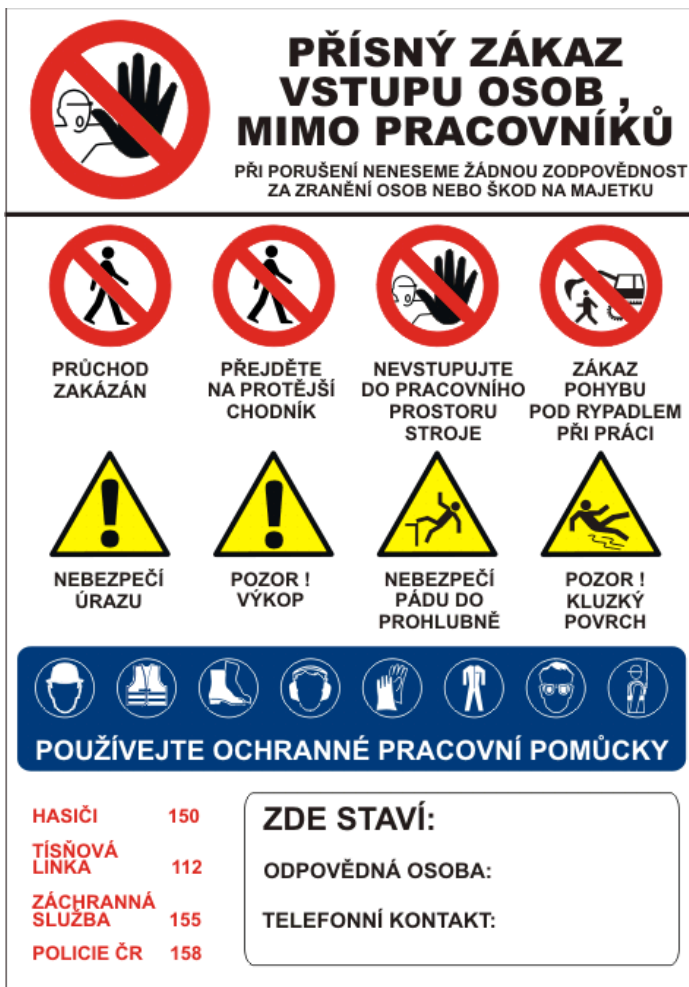 PŘÍSNÝ ZÁKAZ
VSTUPU OSOB ,
MIMO PRACOVNÍKŮ
PŘI PORUŠENÍ NENESEME ŽÁDNOU ZODPOVĚDNOST
ZA ZRANĚNÍ OSOB NEBO ŠKOD NA MAJETKU
PRŮCHOD
ZAKÁZÁN
PŘEJDĚTE
NA PROTĚJŠÍ
CHODNÍK
NEVSTUPUJTE
DO PRACOVNÍHO
PROSTORU
STROJE
ZÁKAZ
POHYBU
POD RYPADLEM
PŘI PRÁCI
NEBEZPEČÍ
ÚRAZU
POZOR !
VÝKOP
NEBEZPEČÍ
PÁDU DO
PROHLUBNĚ
POZOR !
KLUZKÝ
POVRCH
POUŽÍVEJTE OCHRANNÉ PRACOVNÍ POMŮCKY
HASIČI 150
TÍSŇOVÁ
LINKA 112
ZÁCHRANNÁ
SLUŽBA 155
POLICIE ČR 158
ZDE STAVÍ:
ODPOVĚDNÁ OSOBA:
TELEFONNÍ KONTAKT: